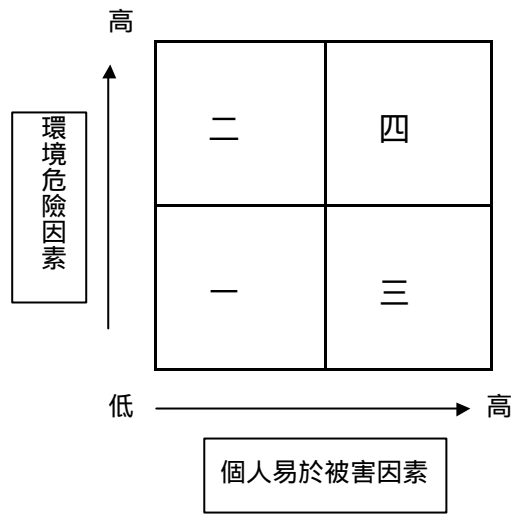 高
環境危險因素
二
四
一
三
低
高
個人易於被害因素